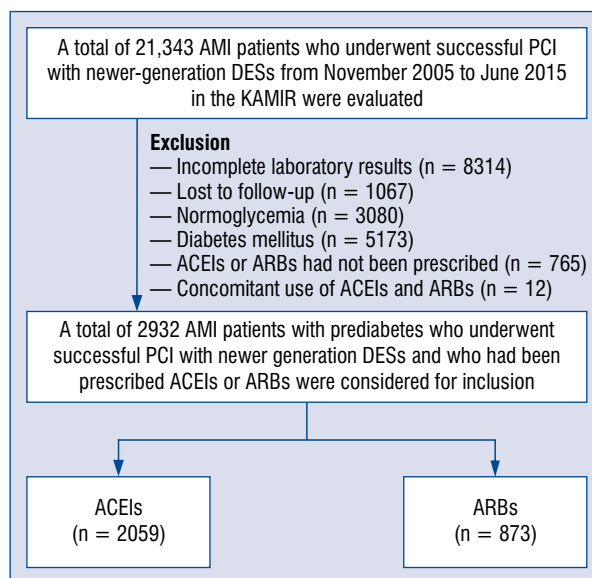 A total of 21,343 AMI patients who underwent successful PCI
with newer-generation DESs from November 2005 to June 2015
in the KAMIR were evaluated
Exclusion
— Incomplete laboratory results (n = 8314)
— Lost to follow-up (n = 1067)
— Normoglycemia (n = 3080)
— Diabetes mellitus (n = 5173)
— ACEIs or ARBs had not been prescribed (n = 765)
— Concomitant use of ACEIs and ARBs (n = 12)
A total of 2932 AMI patients with prediabetes who underwent
successful PCI with newer generation DESs and who had been
prescribed ACEIs or ARBs were considered for inclusion
ACEIs
(n = 2059)
ARBs
(n = 873)